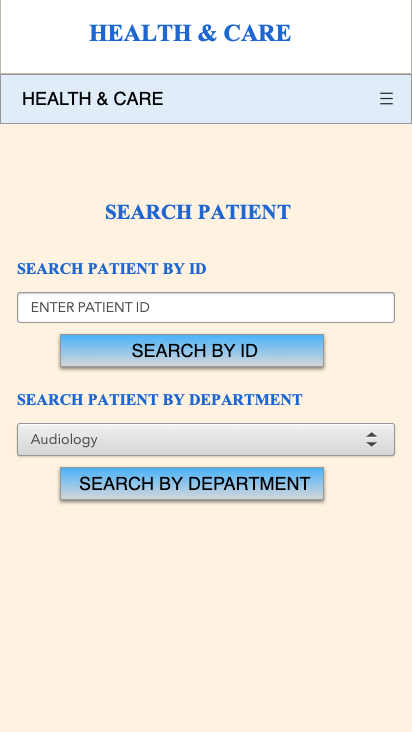 HEALTH & CARE
HEALTH & CARE
SEARCH PATIENT
SEARCH PATIENT BY ID
ENTER PATIENT ID
SEARCH BY ID
SEARCH PATIENT BY DEPARTMENT
Audiology
SEARCH BY DEPARTMENT